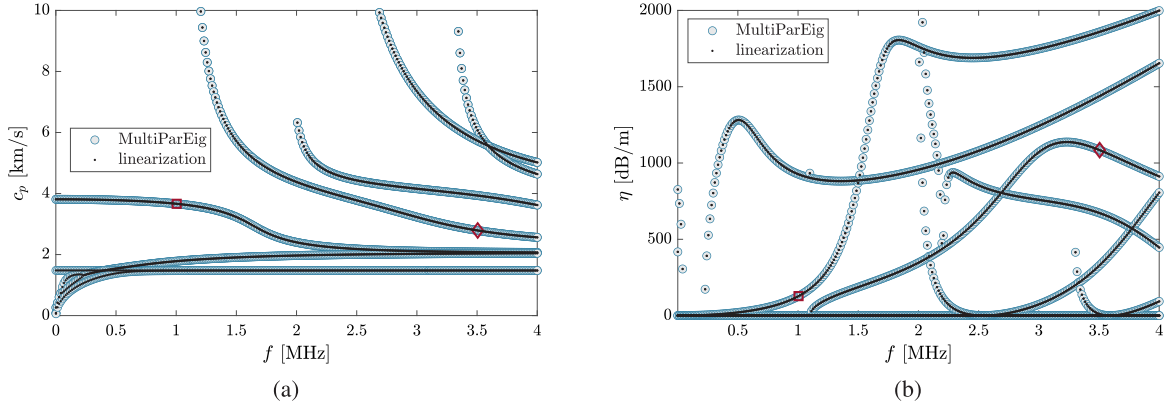 10
8
6
4
2
0
c_p [km/s]
MultiParEig
linearization
0 0.5 1 1.5 2 2.5 3 3.5 4
f [MHz]
(a)
2000
1500
1000
500
0
η [dB/m]
MultiParEig
linearization
0.5 1 1.5 2 2.5 3 3.5 4
f [MHz]
(b)